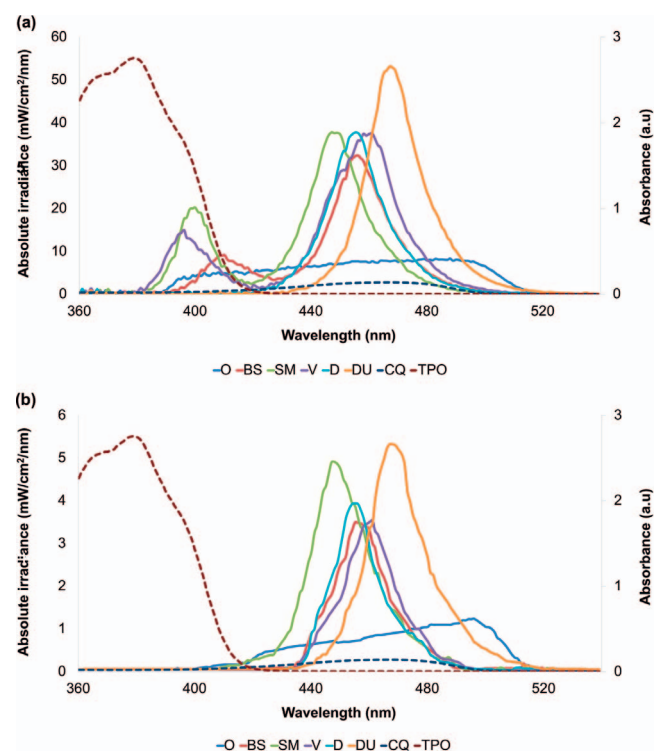 (a)
60
50
40
30
20
10
0
Absolute irradiance (mW/cm²/nm)
3
2
1
0
Absorbance (a.u)
360 400 440 480 520
Wavelength (nm)
O BS SM V D DU CQ TPO
(b)
6
5
4
3
2
1
0
Absolute irradiance (mW/cm²/nm)
3
2
1
0
Absorbance (a.u)
360 400 440 480 520
Wavelength (nm)
O BS SM V D DU CQ TPO